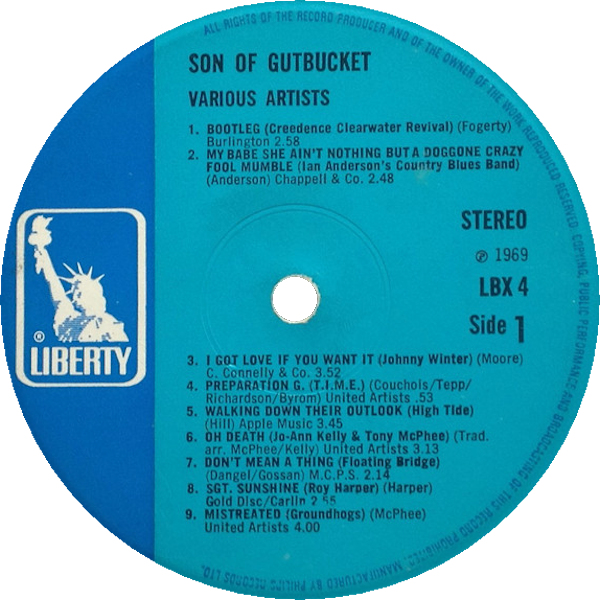 ALL RIGHTS OF THE RECORD PRODUCER AND OF THE OWNER OF THE WORK REPRODUCED RESERVED. COPYING, PUBLIC PERFORMANCE AND BROADCASTING OF THIS RECORD PROHIBITED. MANUFACTURED BY PHILIPS RECORDS LTD.
SON OF GUTBUCKET
VARIOUS ARTISTS
1. BOOTLEG (Creedence Clearwater Revival) (Fogerty)
Burlington 2.58
2. MY BABE SHE AIN'T NOTHING BUT A DOGGONE CRAZY
FOOL MUMBLE (Ian Anderson's Country Blues Band)
(Anderson) Chappell & Co. 2.48
STEREO
℗ 1969
LBX 4
Side 1
® LIBERTY
3. I GOT LOVE IF YOU WANT IT (Johnny Winter) (Moore)
C. Connelly & Co. 3.52
4. PREPARATION G. (T.I.M.E.) (Couchois/Tepp/
Richardson/Byrom) United Artists .53
5. WALKING DOWN THEIR OUTLOOK (High Tide)
(Hill) Apple Music 3.45
6. OH DEATH (Jo-Ann Kelly & Tony McPhee) (Trad.
arr. McPhee/Kelly) United Artists 3.13
7. DON'T MEAN A THING (Floating Bridge)
(Dangel/Gossan) M.C.P.S. 2.14
8. SGT. SUNSHINE (Roy Harper) (Harper)
Gold Disc/Carlin 2.55
9. MISTREATED (Groundhogs) (McPhee)
United Artists 4.00